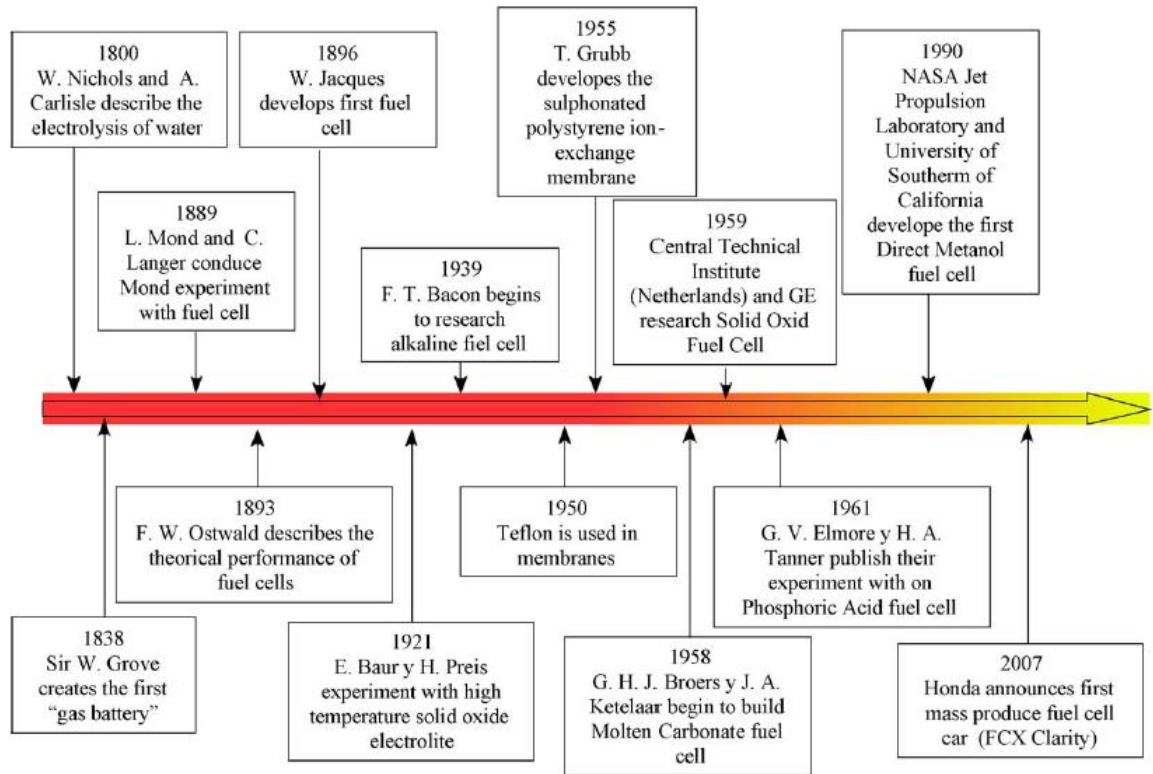 1800
W. Nichols and A.
Carlisle describe the
electrolysis of water
1896
W. Jacques
develops first fuel
cell
1955
T. Grubb
developes the
sulphonated
polystyrene ion-
exchange
membrane
1990
NASA Jet
Propulsion
Laboratory and
University of
Southerm of
California
develope the first
Direct Metanol
fuel cell
1889
L. Mond and C.
Langer conduce
Mond experiment
with fuel cell
1939
F. T. Bacon begins
to research
alkaline fiel cell
1959
Central Technical
Institute
(Netherlands) and GE
research Solid Oxid
Fuel Cell
1893
F. W. Ostwald describes the
theorical performance of
fuel cells
1950
Teflon is used in
membranes
1961
G. V. Elmore y H. A.
Tanner publish their
experiment with on
Phosphoric Acid fuel cell
1838
Sir W. Grove
creates the first
“gas battery”
1921
E. Baur y H. Preis
experiment with high
temperature solid oxide
electrolite
1958
G. H. J. Broers y J. A.
Ketelaar begin to build
Molten Carbonate fuel
cell
2007
Honda announces first
mass produce fuel cell
car (FCX Clarity)